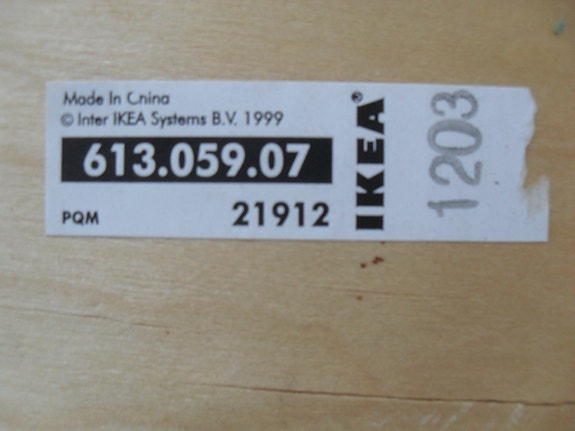 Made In China
© Inter IKEA Systems B.V. 1999
613.059.07
PQM 21912
IKEA®
1203